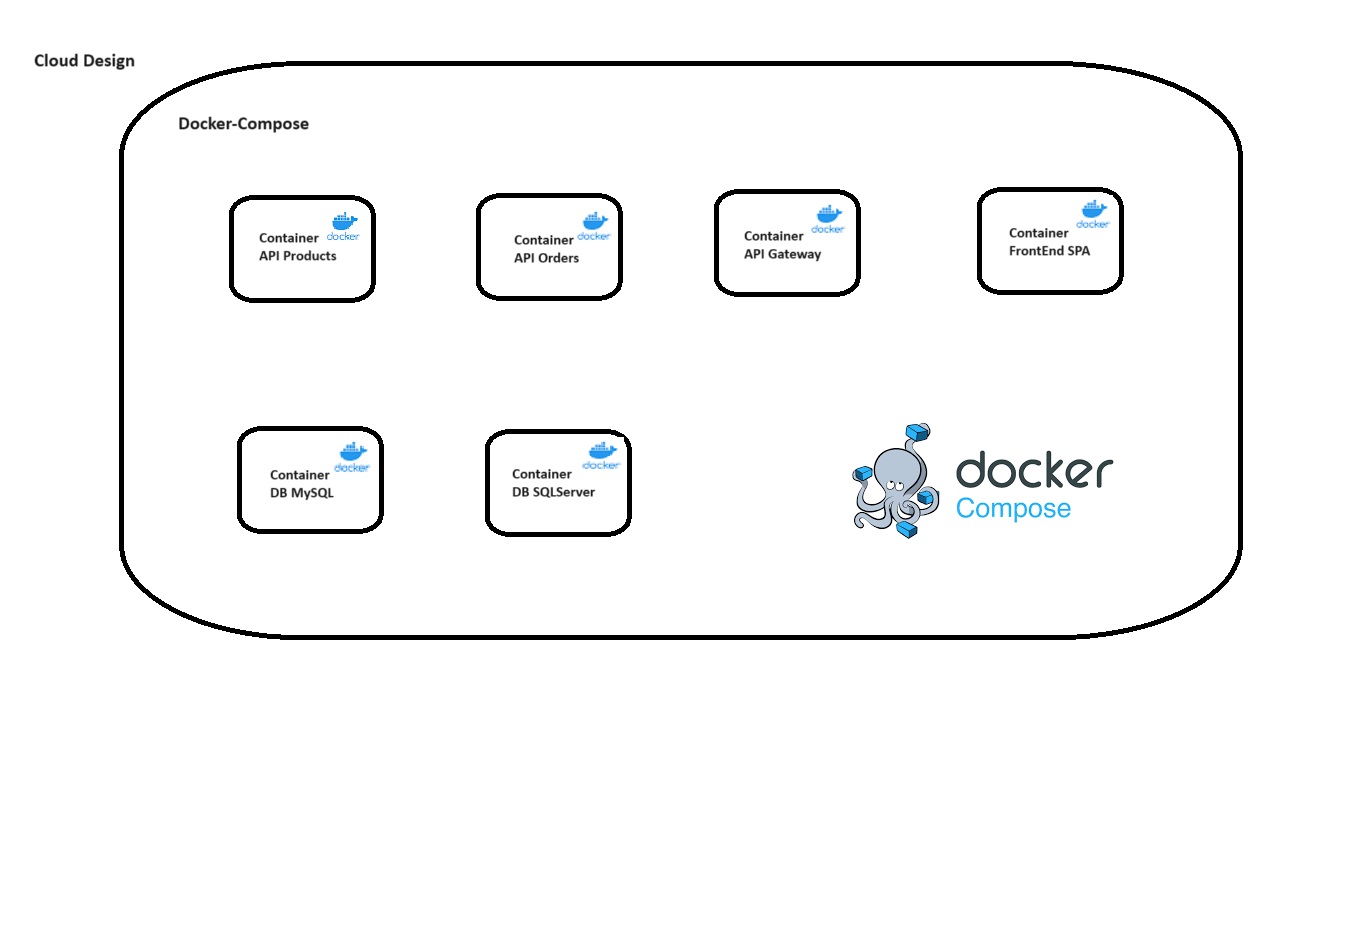 Cloud Design
Docker-Compose
docker
Container
API Products
docker
Container
API Orders
docker
Container
API Gateway
docker
Container
FrontEnd SPA
docker
Container
DB MySQL
docker
Container
DB SQLServer
docker
Compose